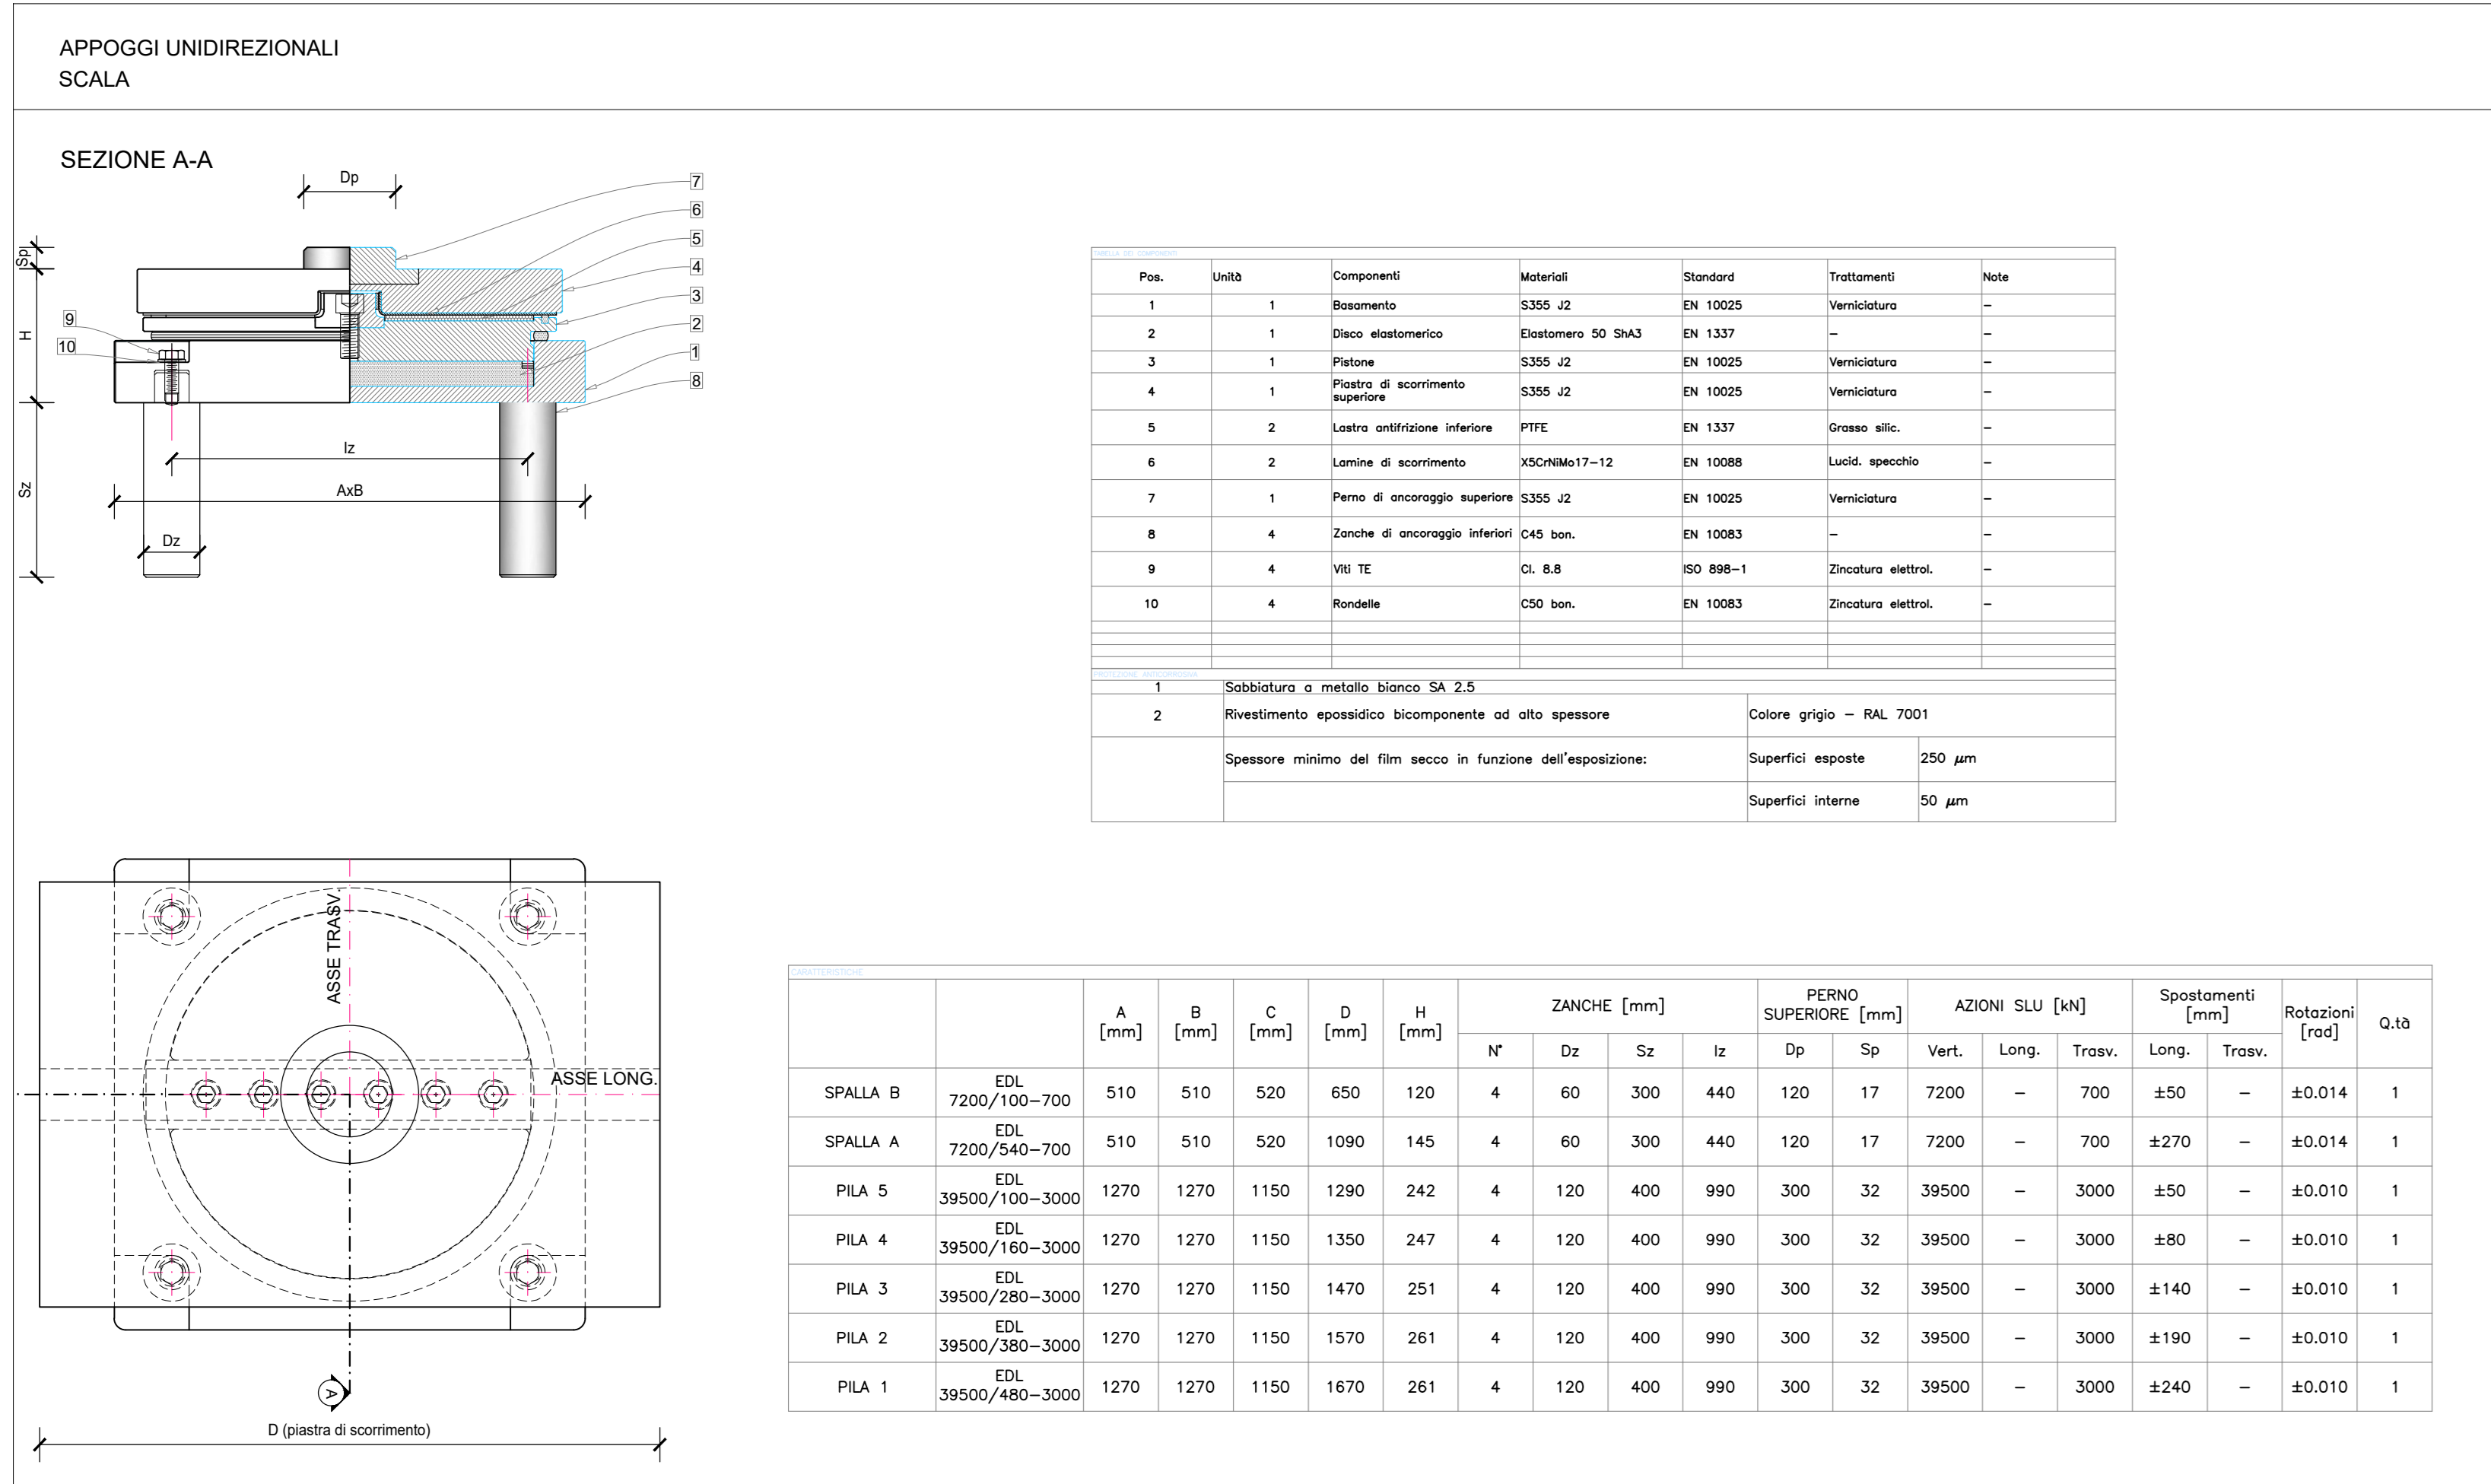 APPOGGI UNIDIREZIONALI
SCALA
SEZIONE A-A
Dp
7
6
5
4
3
2
1
8
9
10
Sp
H
Sz
Iz
AxB
Dz
TABELLA DEI COMPONENTI
Pos. Unità Componenti Materiali Standard Trattamenti Note
1 1 Basamento S355 J2 EN 10025 Verniciatura –
2 1 Disco elastomerico Elastomero 50 ShA3 EN 1337 – –
3 1 Pistone S355 J2 EN 10025 Verniciatura –
4 1 Piastra di scorrimento superiore S355 J2 EN 10025 Verniciatura –
5 2 Lastra antifrizione inferiore PTFE EN 1337 Grasso silic. –
6 2 Lamine di scorrimento X5CrNiMo17-12 EN 10088 Lucid. specchio –
7 1 Perno di ancoraggio superiore S355 J2 EN 10025 Verniciatura –
8 4 Zanche di ancoraggio inferiori C45 bon. EN 10083 – –
9 4 Viti TE Cl. 8.8 ISO 898-1 Zincatura elettrol. –
10 4 Rondelle C50 bon. EN 10083 Zincatura elettrol. –
PROTEZIONE ANTICORROSIVA
1 Sabbiatura a metallo bianco SA 2.5
2 Rivestimento epossidico bicomponente ad alto spessore Colore grigio – RAL 7001
Spessore minimo del film secco in funzione dell'esposizione: Superfici esposte 250 µm
Superfici interne 50 µm
ASSE TRASV.
ASSE LONG.
A
D (piastra di scorrimento)
CARATTERISTICHE
A [mm] B [mm] C [mm] D [mm] H [mm] ZANCHE [mm] PERNO SUPERIORE [mm] AZIONI SLU [kN] Spostamenti [mm] Rotazioni [rad] Q.tà
N° Dz Sz Iz Dp Sp Vert. Long. Trasv. Long. Trasv.
SPALLA B EDL 7200/100-700 510 510 520 650 120 4 60 300 440 120 17 7200 – 700 ±50 – ±0.014 1
SPALLA A EDL 7200/540-700 510 510 520 1090 145 4 60 300 440 120 17 7200 – 700 ±270 – ±0.014 1
PILA 5 EDL 39500/100-3000 1270 1270 1150 1290 242 4 120 400 990 300 32 39500 – 3000 ±50 – ±0.010 1
PILA 4 EDL 39500/160-3000 1270 1270 1150 1350 247 4 120 400 990 300 32 39500 – 3000 ±80 – ±0.010 1
PILA 3 EDL 39500/280-3000 1270 1270 1150 1470 251 4 120 400 990 300 32 39500 – 3000 ±140 – ±0.010 1
PILA 2 EDL 39500/380-3000 1270 1270 1150 1570 261 4 120 400 990 300 32 39500 – 3000 ±190 – ±0.010 1
PILA 1 EDL 39500/480-3000 1270 1270 1150 1670 261 4 120 400 990 300 32 39500 – 3000 ±240 – ±0.010 1